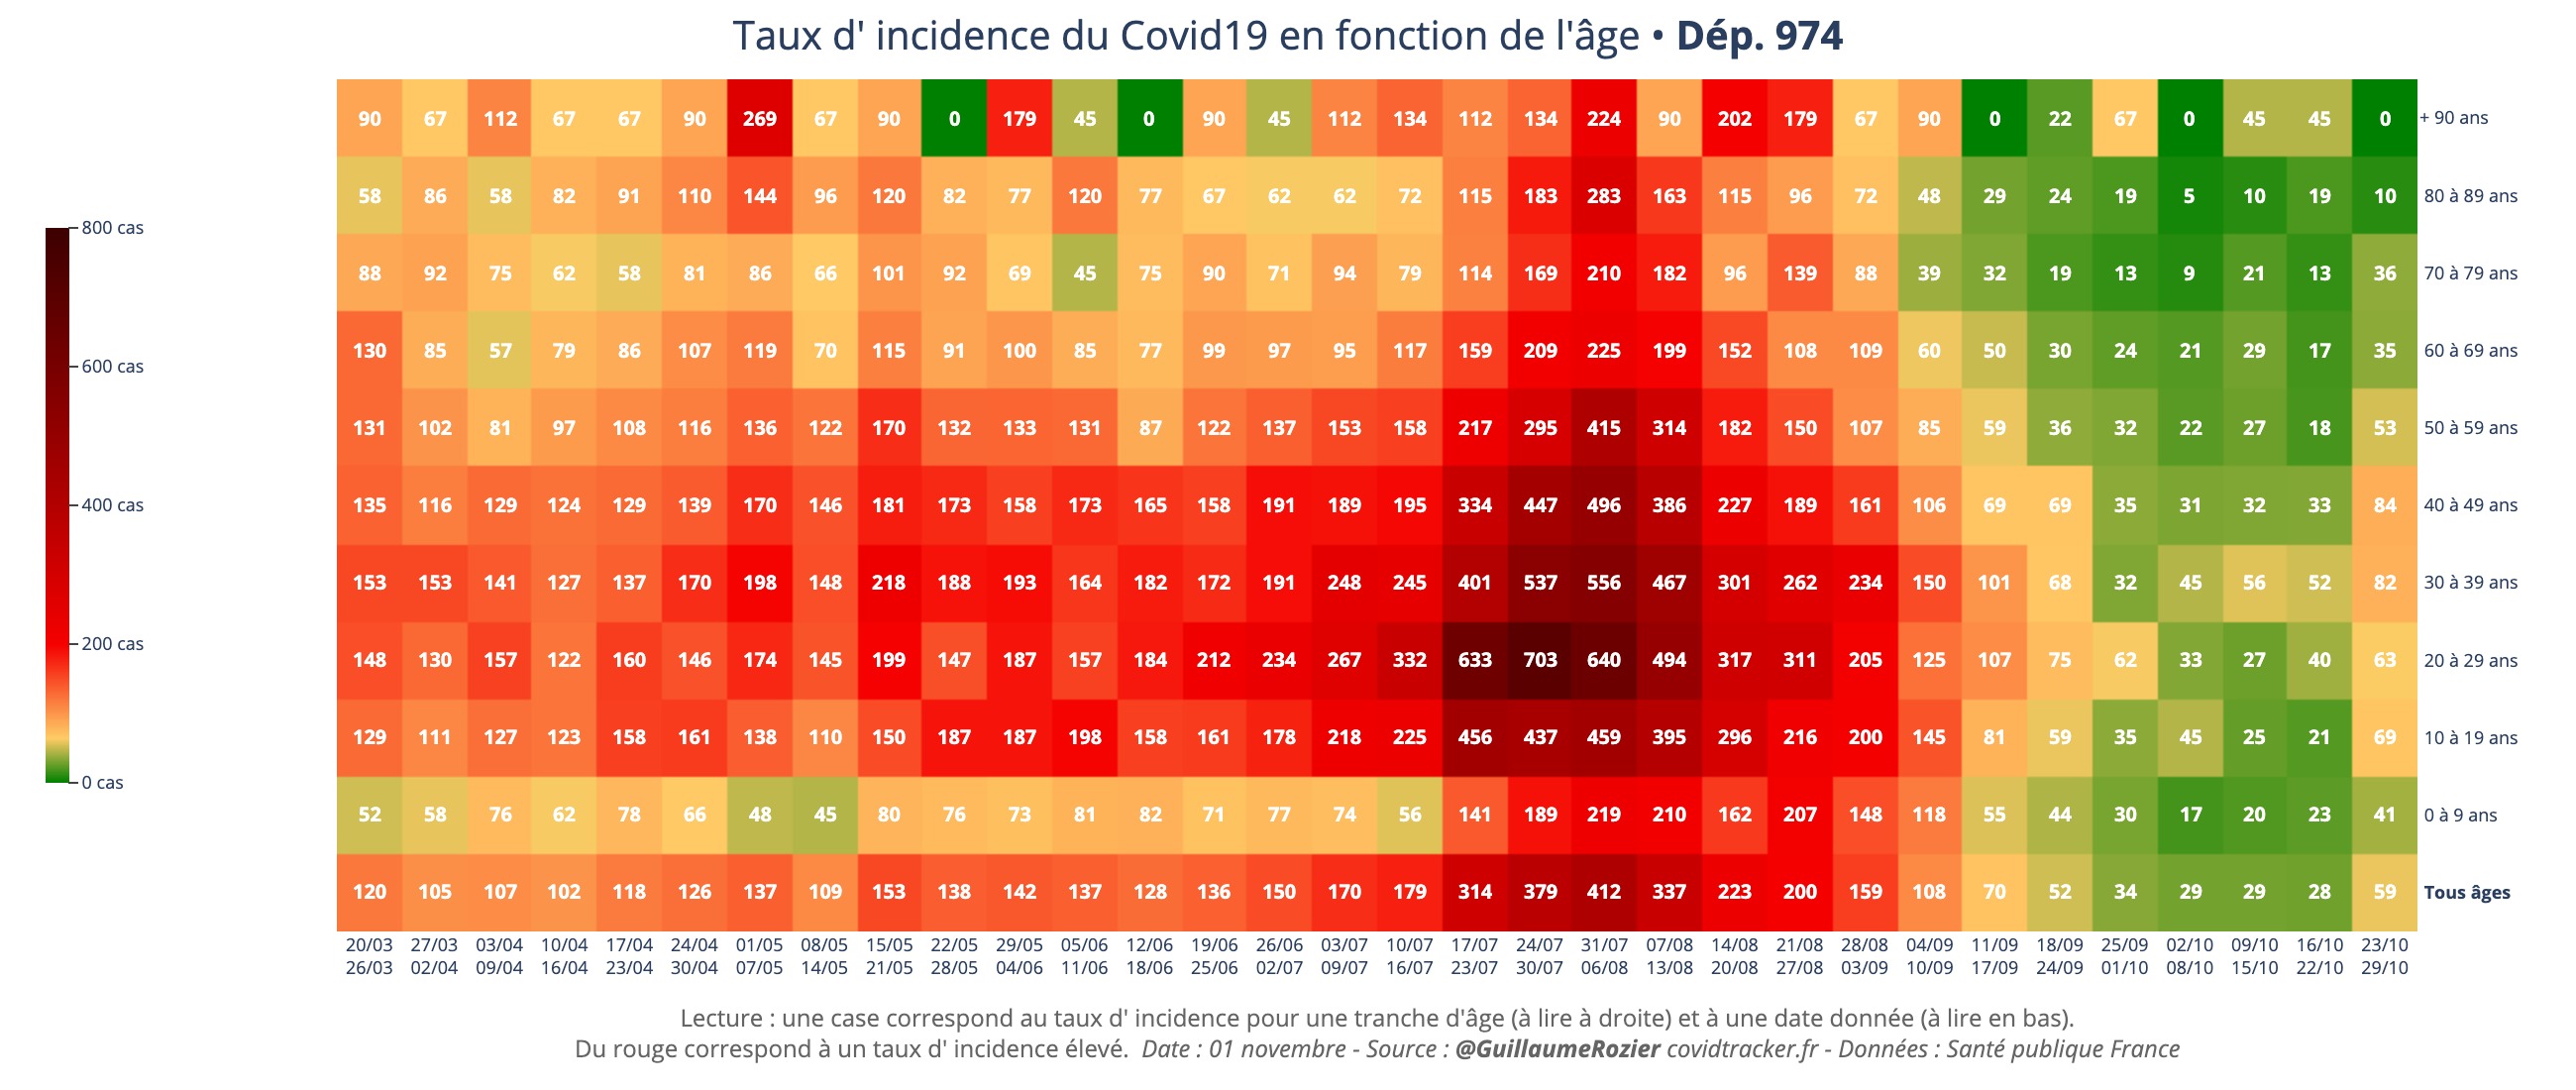 Taux d' incidence du Covid19 en fonction de l'âge • Dép. 974
90 67 112 67 67 90 269 67 90 0 179 45 0 90 45 112 134 112 134 224 90 202 179 67 90 0 22 67 0 45 45 0 + 90 ans
58 86 58 82 91 110 144 96 120 82 77 120 77 67 62 62 72 115 183 283 163 115 96 72 48 29 24 19 5 10 19 10 80 à 89 ans
800 cas
88 92 75 62 58 81 86 66 101 92 69 45 75 90 71 94 79 114 169 210 182 96 139 88 39 32 19 13 9 21 13 36 70 à 79 ans
130 85 57 79 86 107 119 70 115 91 100 85 77 99 97 95 117 159 209 225 199 152 108 109 60 50 30 24 21 29 17 35 60 à 69 ans
600 cas
131 102 81 97 108 116 136 122 170 132 133 131 87 122 137 153 158 217 295 415 314 182 150 107 85 59 36 32 22 27 18 53 50 à 59 ans
400 cas
135 116 129 124 129 139 170 146 181 173 158 173 165 158 191 189 195 334 447 496 386 227 189 161 106 69 69 35 31 32 33 84 40 à 49 ans
153 153 141 127 137 170 198 148 218 188 193 164 182 172 191 248 245 401 537 556 467 301 262 234 150 101 68 32 45 56 52 82 30 à 39 ans
200 cas
148 130 157 122 160 146 174 145 199 147 187 157 184 212 234 267 332 633 703 640 494 317 311 205 125 107 75 62 33 27 40 63 20 à 29 ans
129 111 127 123 158 161 138 110 150 187 187 198 158 161 178 218 225 456 437 459 395 296 216 200 145 81 59 35 45 25 21 69 10 à 19 ans
0 cas
52 58 76 62 78 66 48 45 80 76 73 81 82 71 77 74 56 141 189 219 210 162 207 148 118 55 44 30 17 20 23 41 0 à 9 ans
120 105 107 102 118 126 137 109 153 138 142 137 128 136 150 170 179 314 379 412 337 223 200 159 108 70 52 34 29 29 28 59 Tous âges
20/03 27/03 03/04 10/04 17/04 24/04 01/05 08/05 15/05 22/05 29/05 05/06 12/06 19/06 26/06 03/07 10/07 17/07 24/07 31/07 07/08 14/08 21/08 28/08 04/09 11/09 18/09 25/09 02/10 09/10 16/10 23/10
26/03 02/04 09/04 16/04 23/04 30/04 07/05 14/05 21/05 28/05 04/06 11/06 18/06 25/06 02/07 09/07 16/07 23/07 30/07 06/08 13/08 20/08 27/08 03/09 10/09 17/09 24/09 01/10 08/10 15/10 22/10 29/10
Lecture : une case correspond au taux d' incidence pour une tranche d'âge (à lire à droite) et à une date donnée (à lire en bas).
Du rouge correspond à un taux d' incidence élevé. Date : 01 novembre - Source : @GuillaumeRozier covidtracker.fr - Données : Santé publique France